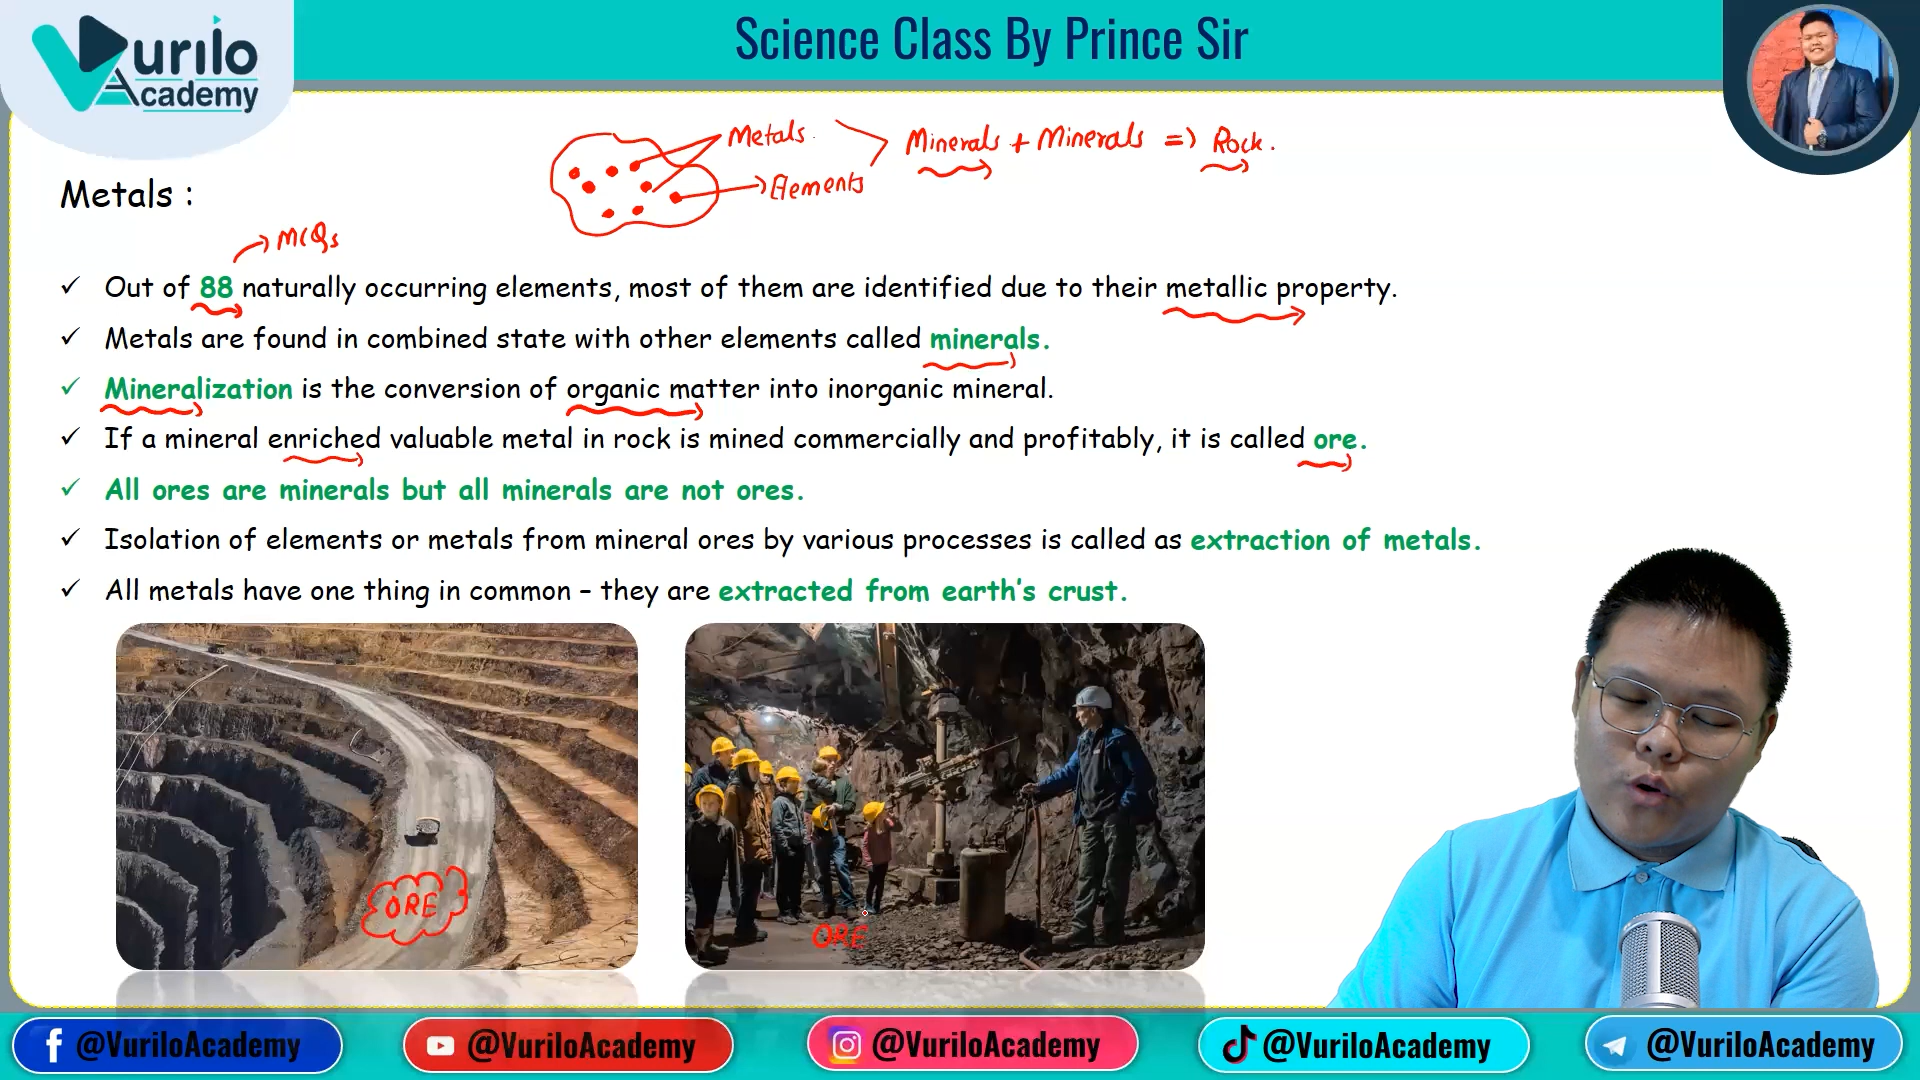 Vurilo
Academy
Science Class By Prince Sir
Metals.
Minerals + Minerals => Rock.
Elements
Metals :
MCQs
✓ Out of 88 naturally occurring elements, most of them are identified due to their metallic property.
✓ Metals are found in combined state with other elements called minerals.
✓ Mineralization is the conversion of organic matter into inorganic mineral.
✓ If a mineral enriched valuable metal in rock is mined commercially and profitably, it is called ore.
✓ All ores are minerals but all minerals are not ores.
✓ Isolation of elements or metals from mineral ores by various processes is called as extraction of metals.
✓ All metals have one thing in common – they are extracted from earth's crust.
ORE
ORE
@VuriloAcademy
@VuriloAcademy
@VuriloAcademy
@VuriloAcademy
@VuriloAcademy